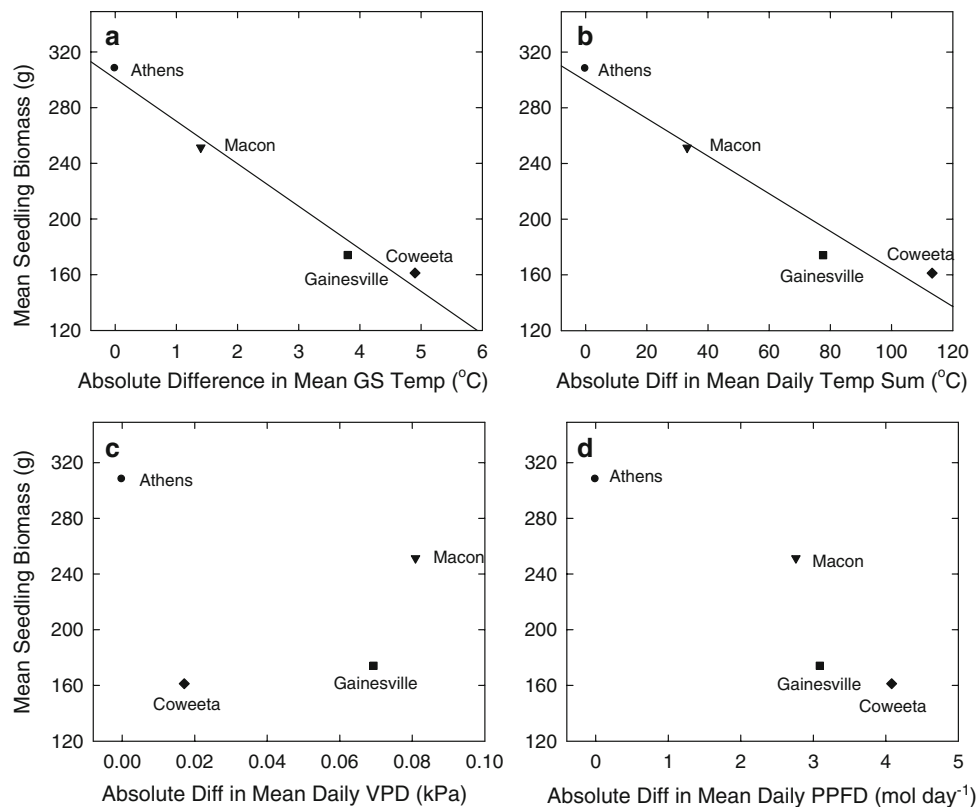 a
Mean Seedling Biomass (g)
320
280
240
200
160
120
Athens
Macon
Gainesville
Coweeta
0 1 2 3 4 5 6
Absolute Difference in Mean GS Temp (°C)
b
320
280
240
200
160
120
Athens
Macon
Gainesville
Coweeta
0 20 40 60 80 100 120
Absolute Diff in Mean Daily Temp Sum (°C)
c
Mean Seedling Biomass (g)
320
280
240
200
160
120
Athens
Macon
Gainesville
Coweeta
0.00 0.02 0.04 0.06 0.08 0.10
Absolute Diff in Mean Daily VPD (kPa)
d
320
280
240
200
160
120
Athens
Macon
Gainesville
Coweeta
0 1 2 3 4 5
Absolute Diff in Mean Daily PPFD (mol day⁻¹)